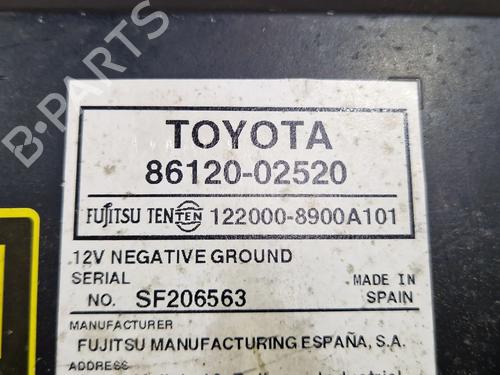 TOYOTA
86120-02520
FUJITSU TEN TEN 122000-8900A101
12V NEGATIVE GROUND
SERIAL
NO. SF206563
MADE IN
SPAIN
MANUFACTURER
FUJITSU MANUFACTURING ESPAÑA, S.A.
ADDRESS
B-PARTS